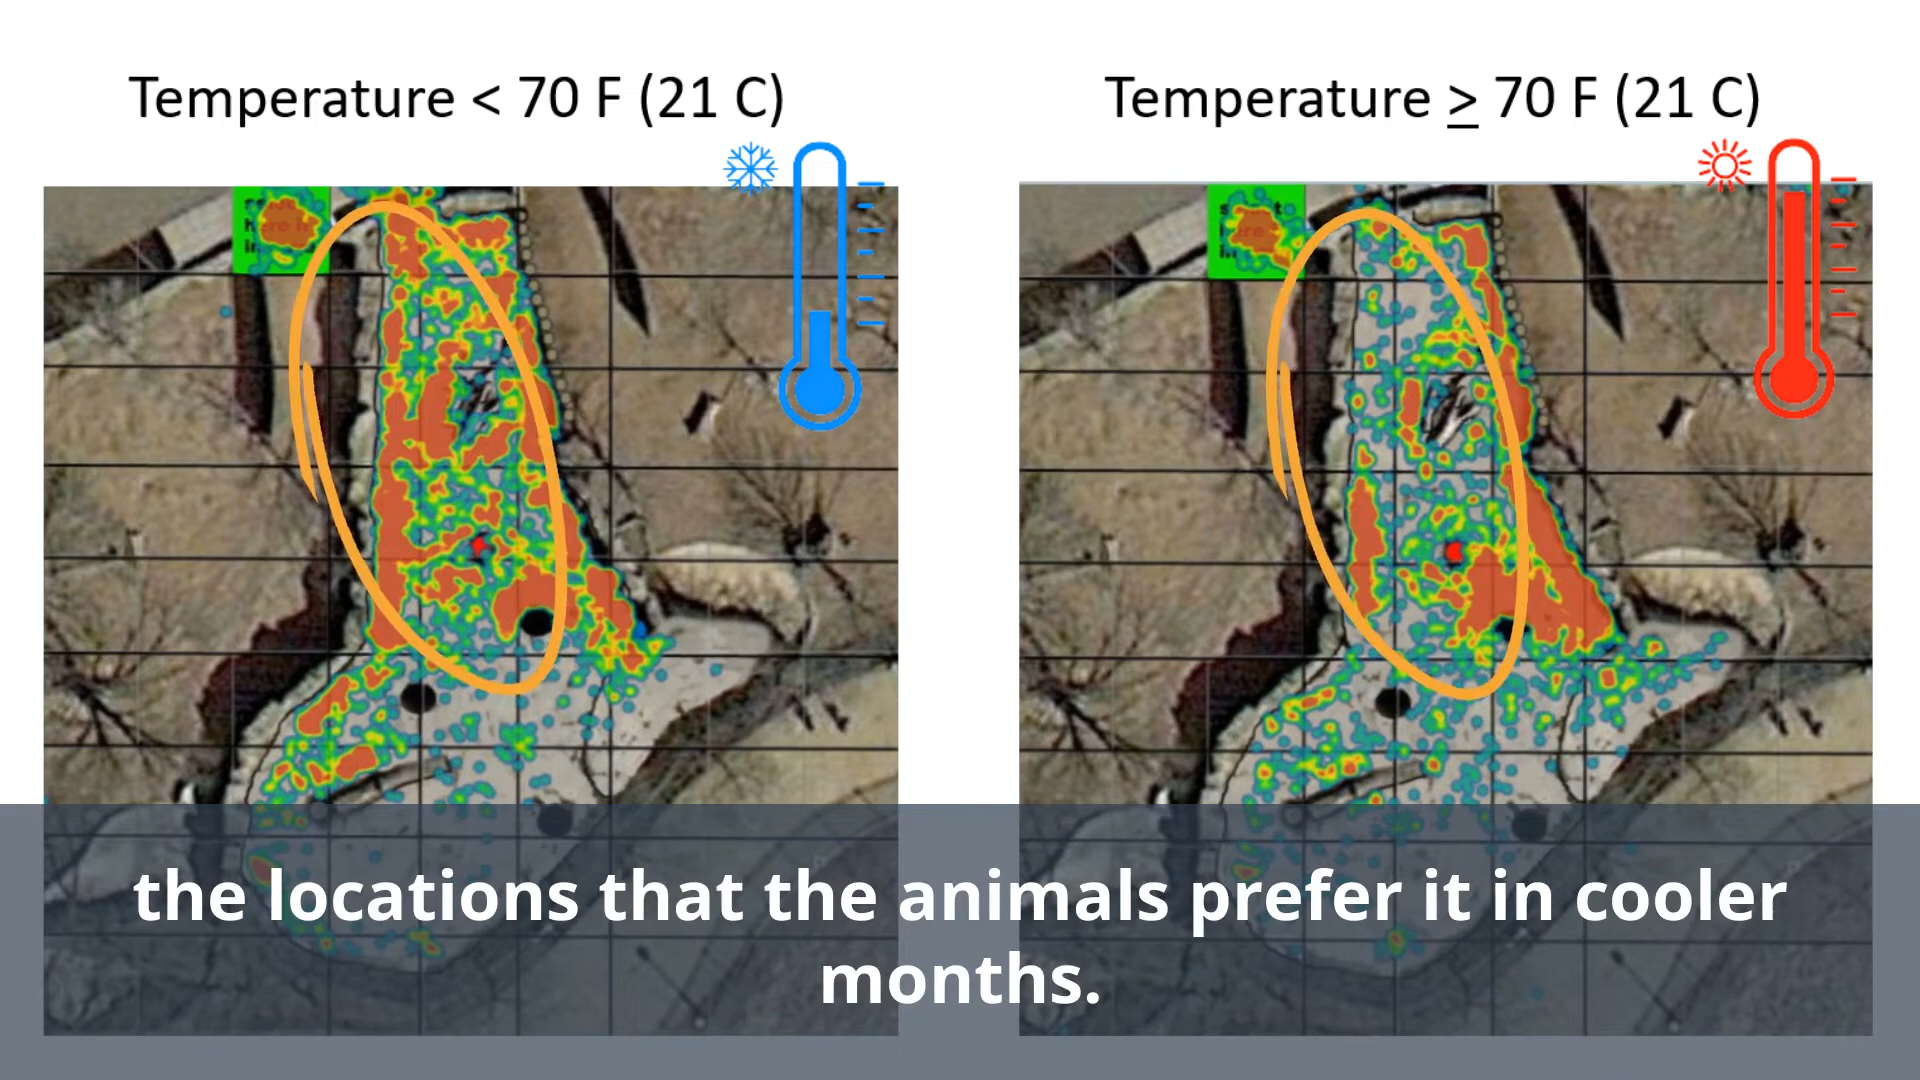 Temperature < 70 F (21 C)
Temperature ≥ 70 F (21 C)
the locations that the animals prefer it in cooler
months.